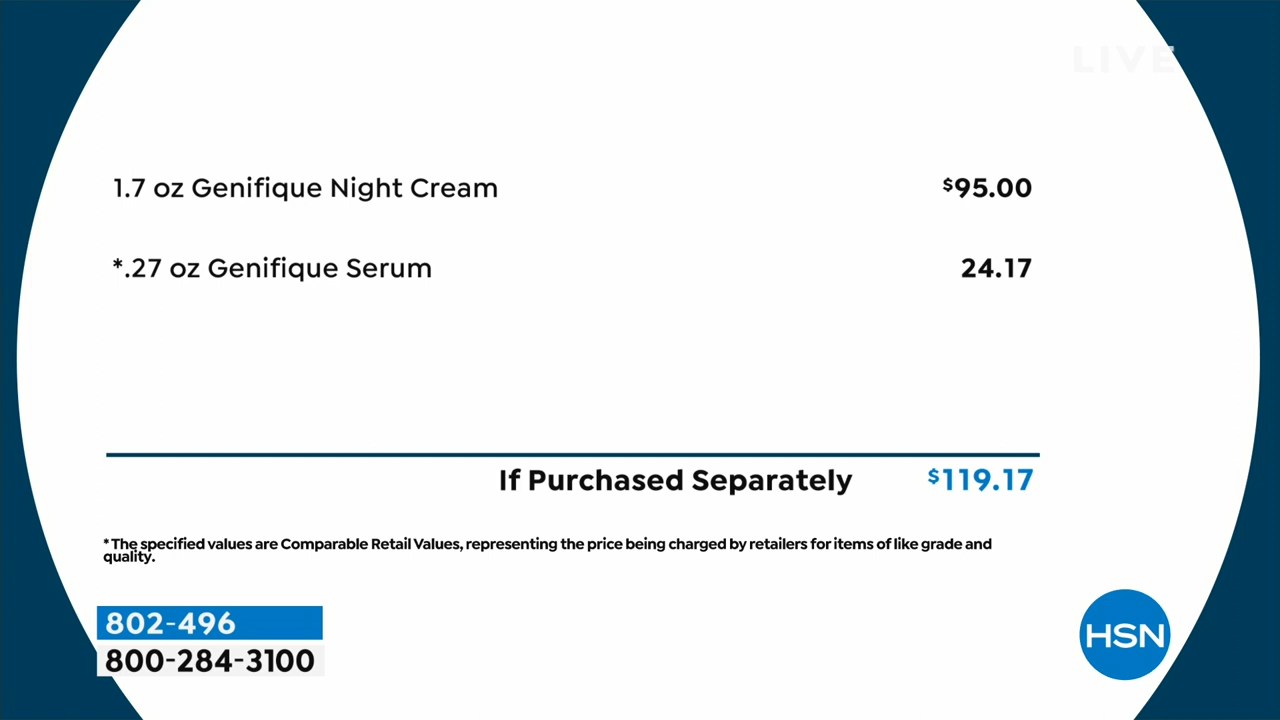 LIVE
1.7 oz Genifique Night Cream $95.00
*.27 oz Genifique Serum 24.17
If Purchased Separately $119.17
*The specified values are Comparable Retail Values, representing the price being charged by retailers for items of like grade and
quality.
802-496
800-284-3100
HSN